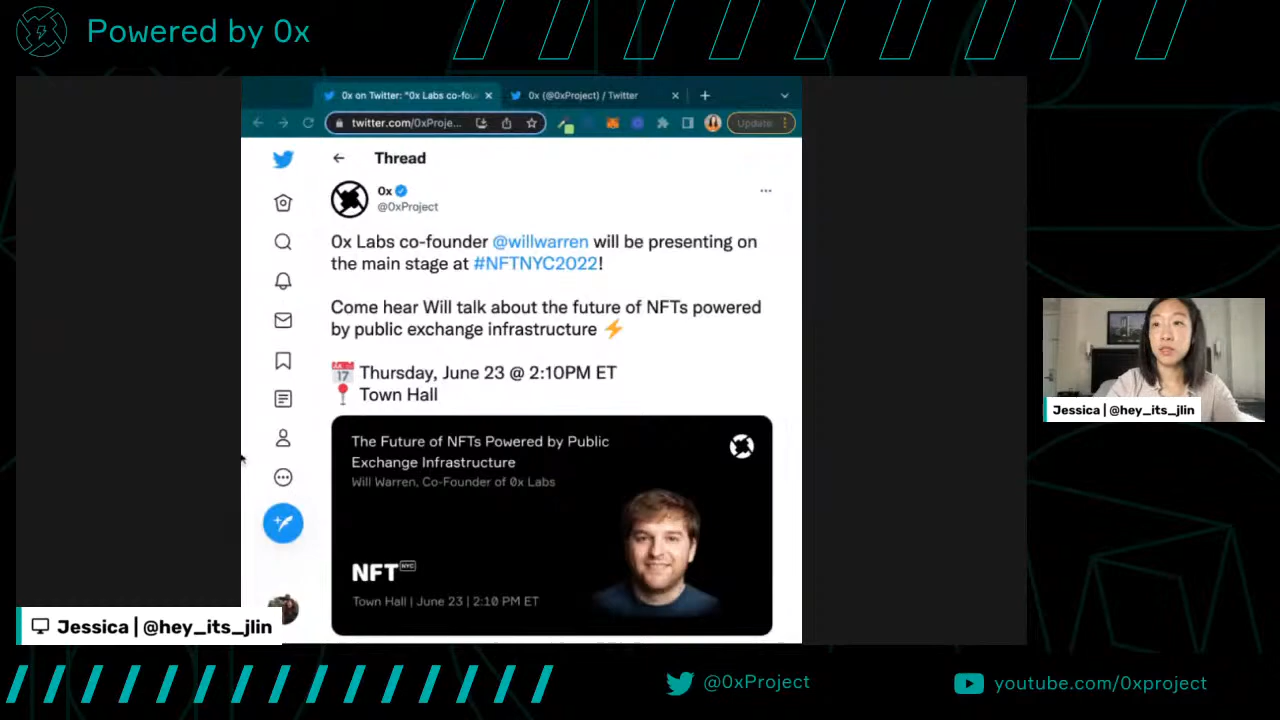 Powered by 0x
0x on Twitter: "0x Labs co-fou
0x (@0xProject) / Twitter
twitter.com/0xProje...
Update
Thread
0x
@0xProject
0x Labs co-founder @willwarren will be presenting on
the main stage at #NFTNYC2022!
Come hear Will talk about the future of NFTs powered
by public exchange infrastructure ⚡
📅 Thursday, June 23 @ 2:10PM ET
📍 Town Hall
The Future of NFTs Powered by Public
Exchange Infrastructure
Will Warren, Co-Founder of 0x Labs
NFT NYC
Town Hall | June 23 | 2:10 PM ET
Jessica | @hey_its_jlin
Jessica | @hey_its_jlin
@0xProject
youtube.com/0xproject